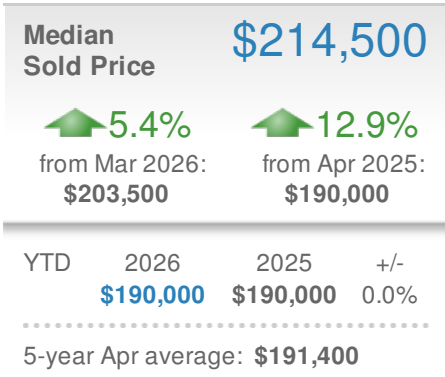 Median $214,500
Sold Price
5.4% 12.9%
from Mar 2026: from Apr 2025:
$203,500 $190,000
YTD 2026 2025 +/-
$190,000 $190,000 0.0%
5-year Apr average: $191,400